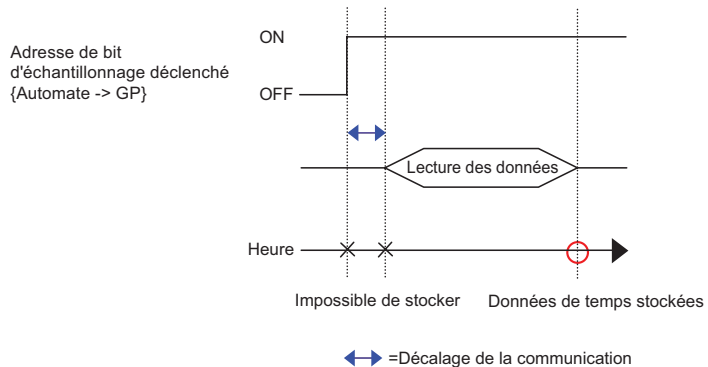 ON
Adresse de bit
d'échantillonnage déclenché
{Automate -> GP}
OFF
Lecture des données
Heure
Impossible de stocker
Données de temps stockées
=Décalage de la communication